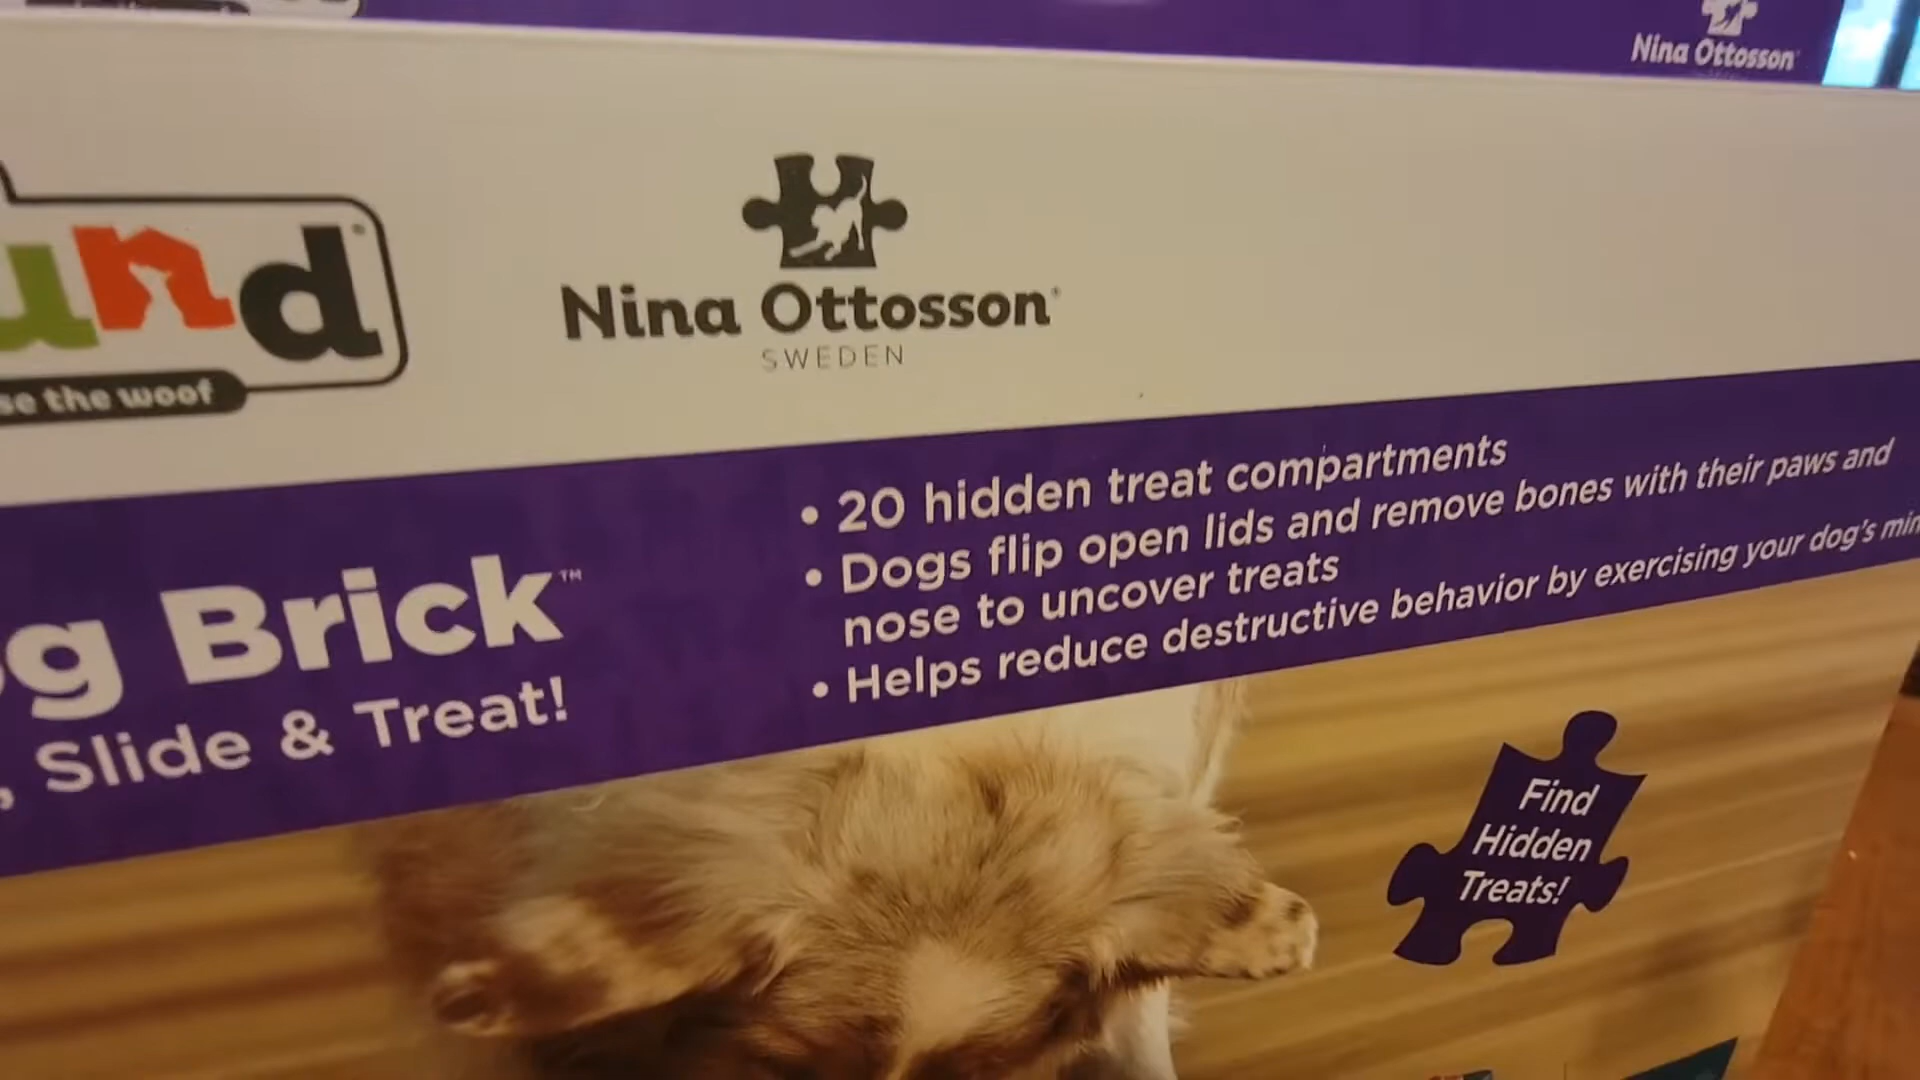 Nina Ottosson
und
se the woof
Nina Ottosson
SWEDEN
g Brick™
, Slide & Treat!
• 20 hidden treat compartments
• Dogs flip open lids and remove bones with their paws and
nose to uncover treats
• Helps reduce destructive behavior by exercising your dog's min
Find
Hidden
Treats!